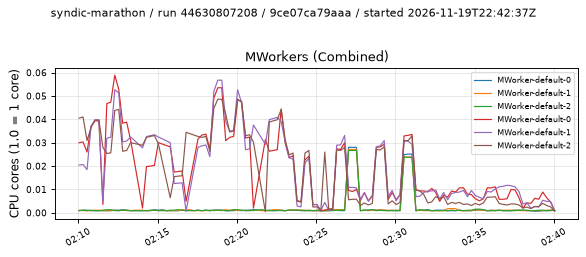 syndic-marathon / run 44630807208 / 9ce07ca79aaa / started 2026-11-19T22:42:37Z
MWorkers (Combined)
CPU cores (1.0 = 1 core)
0.06
0.05
0.04
0.03
0.02
0.01
0.00
MWorker-default-0
MWorker-default-1
MWorker-default-2
MWorker-default-0
MWorker-default-1
MWorker-default-2
02:10
02:15
02:20
02:25
02:30
02:35
02:40